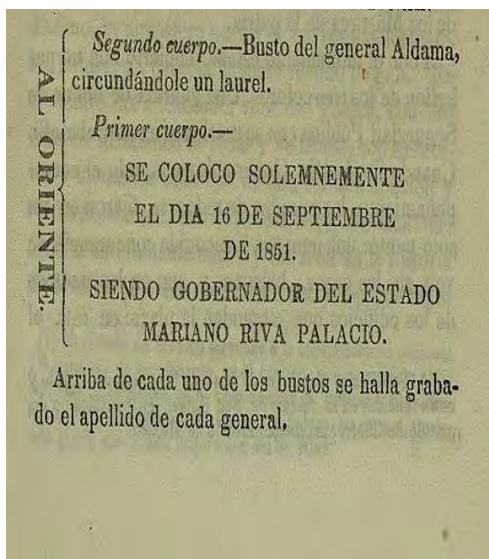 Segundo cuerpo.—Busto del general Aldama,
circundándole un laurel.
Primer cuerpo.—
SE COLOCO SOLEMNEMENTE
EL DIA 16 DE SEPTIEMBRE
DE 1851.
SIENDO GOBERNADOR DEL ESTADO
MARIANO RIVA PALACIO.
AL ORIENTE.
Arriba de cada uno de los bustos se halla graba-
do el apellido de cada general.